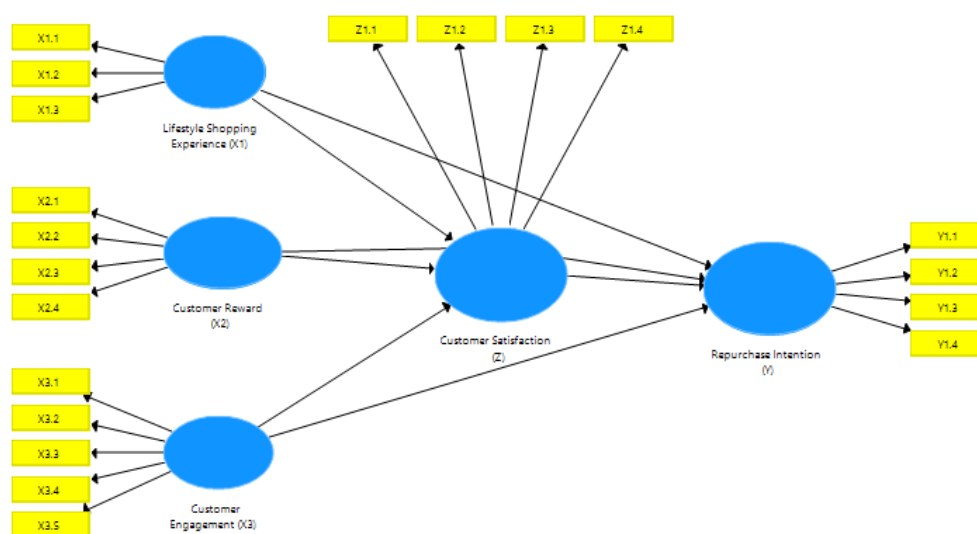 Z1.1
Z1.2
Z1.3
Z1.4
X1.1
X1.2
X1.3
Lifestyle Shopping
Experience (X1)
X2.1
X2.2
X2.3
X2.4
Customer Reward
(X2)
Customer Satisfaction
(Z)
Y1.1
Y1.2
Y1.3
Y1.4
Repurchase Intention
(Y)
X3.1
X3.2
X3.3
X3.4
X3.5
Customer
Engagement (X3)